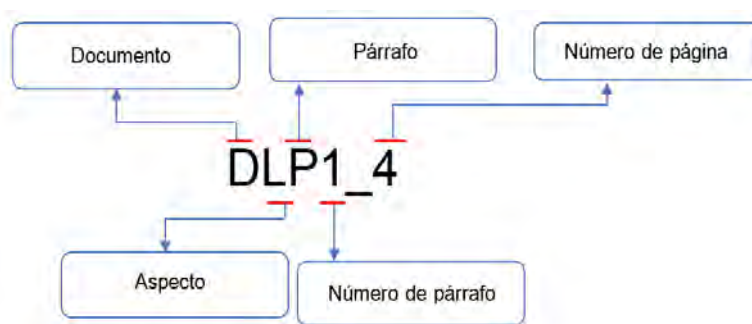 Documento
Párrafo
Número de página
DLP1_4
Aspecto
Número de párrafo